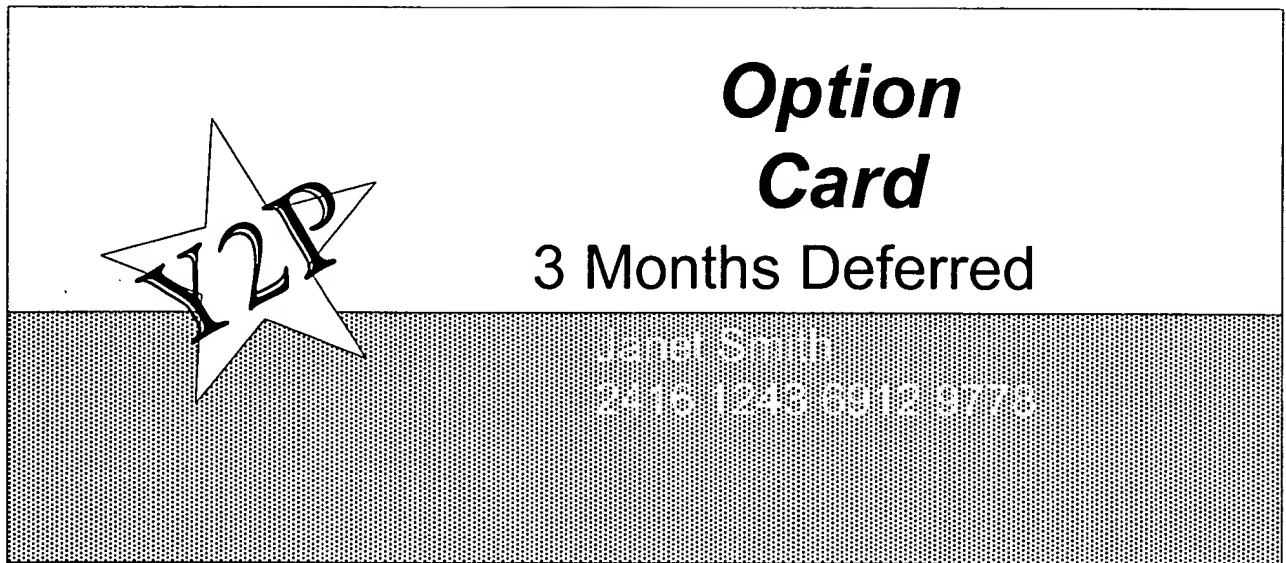 Option
Card
Y2P
3 Months Deferred
Janet Smith
2416 1243 6912 9778